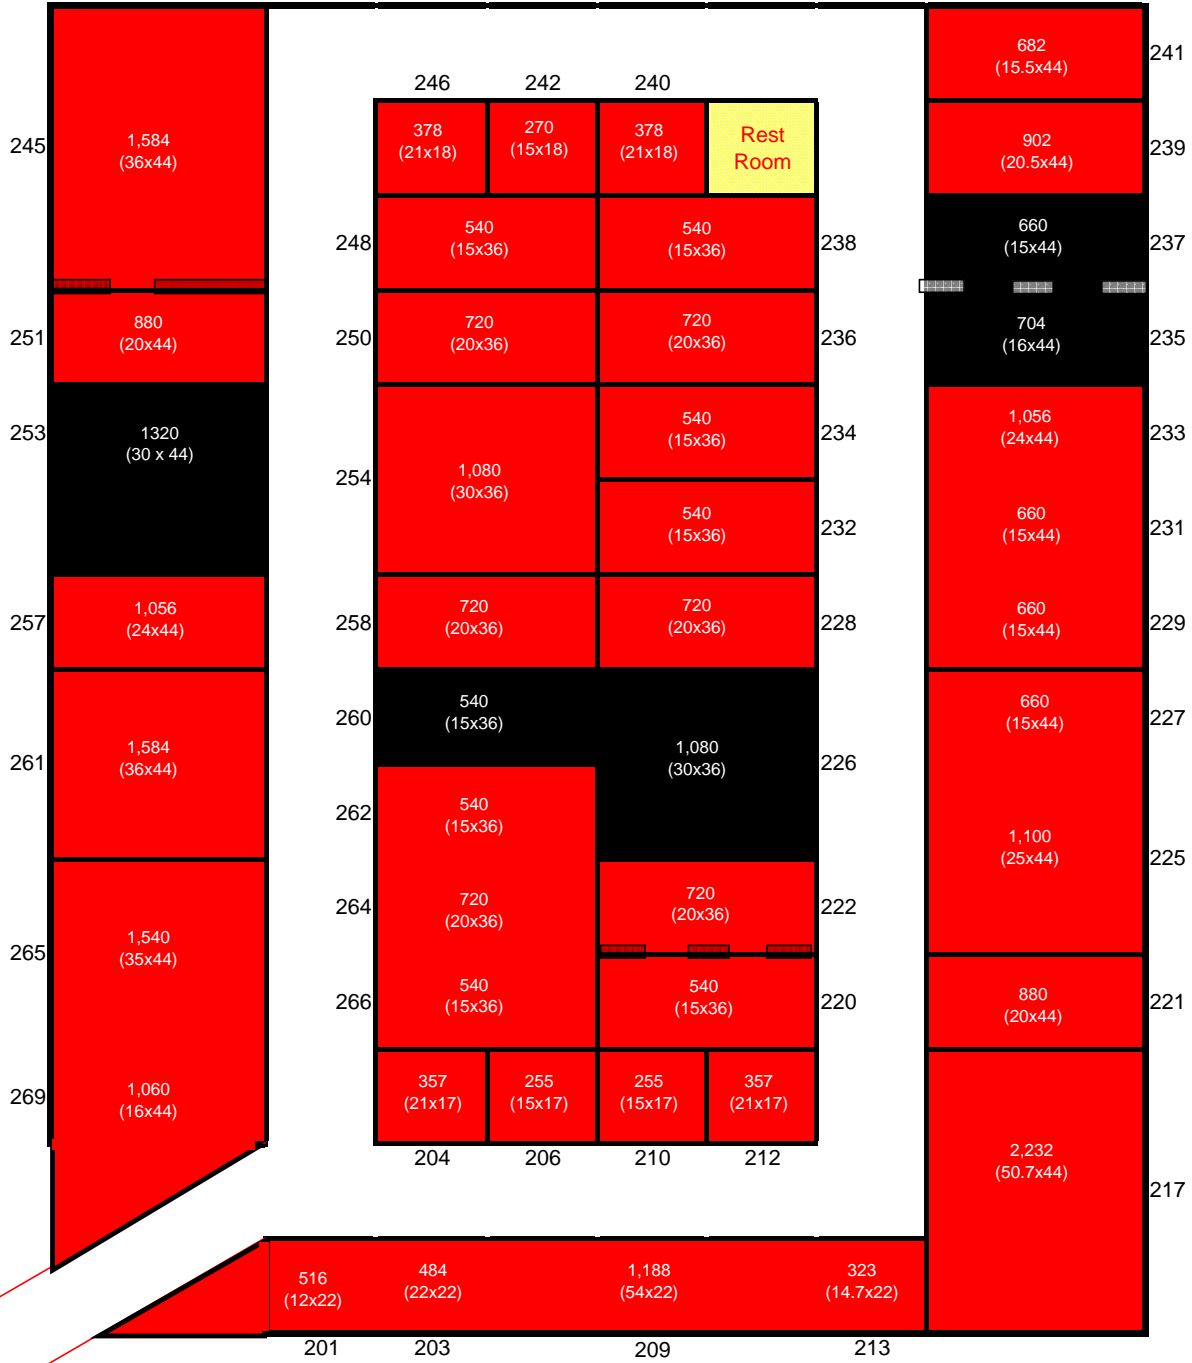 682
(15.5x44)
241
246
242
240
245
1,584
(36x44)
378
(21x18)
270
(15x18)
378
(21x18)
Rest
Room
902
(20.5x44)
239
248
540
(15x36)
540
(15x36)
238
660
(15x44)
237
251
880
(20x44)
250
720
(20x36)
720
(20x36)
236
704
(16x44)
235
253
1320
(30 x 44)
254
1,080
(30x36)
540
(15x36)
234
1,056
(24x44)
233
540
(15x36)
232
660
(15x44)
231
257
1,056
(24x44)
258
720
(20x36)
720
(20x36)
228
660
(15x44)
229
260
540
(15x36)
1,080
(30x36)
226
660
(15x44)
227
261
1,584
(36x44)
262
540
(15x36)
1,100
(25x44)
225
264
720
(20x36)
720
(20x36)
222
265
1,540
(35x44)
266
540
(15x36)
540
(15x36)
220
880
(20x44)
221
269
1,060
(16x44)
357
(21x17)
255
(15x17)
255
(15x17)
357
(21x17)
204
206
210
212
2,232
(50.7x44)
217
516
(12x22)
484
(22x22)
1,188
(54x22)
323
(14.7x22)
201
203
209
213